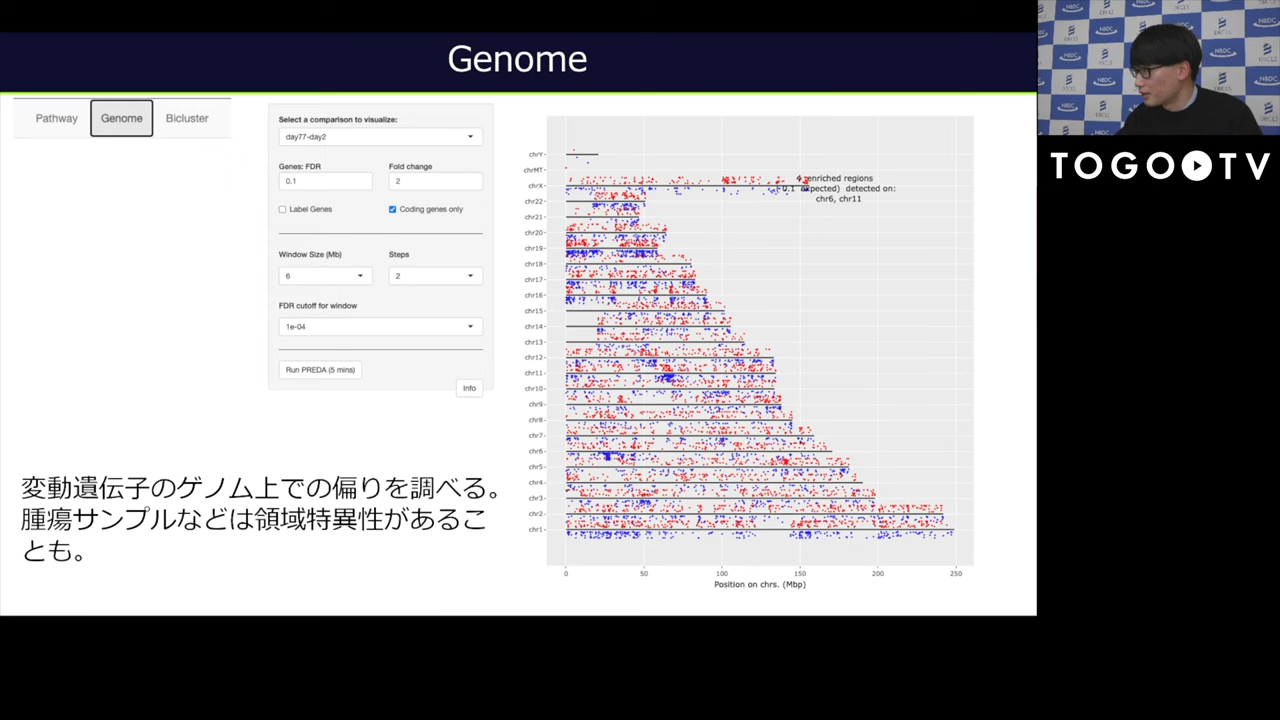 Genome
Pathway
Genome
Bicluster
Select a comparison to visualize:
day77-day2
Genes: FDR
Fold change
0.1
2
Label Genes
Coding genes only
Window Size (Mb)
Steps
6
2
FDR cutoff for window
1e-04
Run PREDA (5 mins)
Info
変動遺伝子のゲノム上での偏りを調べる。
腫瘍サンプルなどは領域特異性があるこ
とも。
chrY
chrMT
chrX
chr22
chr21
chr20
chr19
chr18
chr17
chr16
chr15
chr14
chr13
chr12
chr11
chr10
chr9
chr8
chr7
chr6
chr5
chr4
chr3
chr2
chr1
enriched regions
0.1 expected) detected on:
chr6, chr11
0
50
100
150
200
250
Position on chrs. (Mbp)
NBDC
DBCLS
TOGO TV